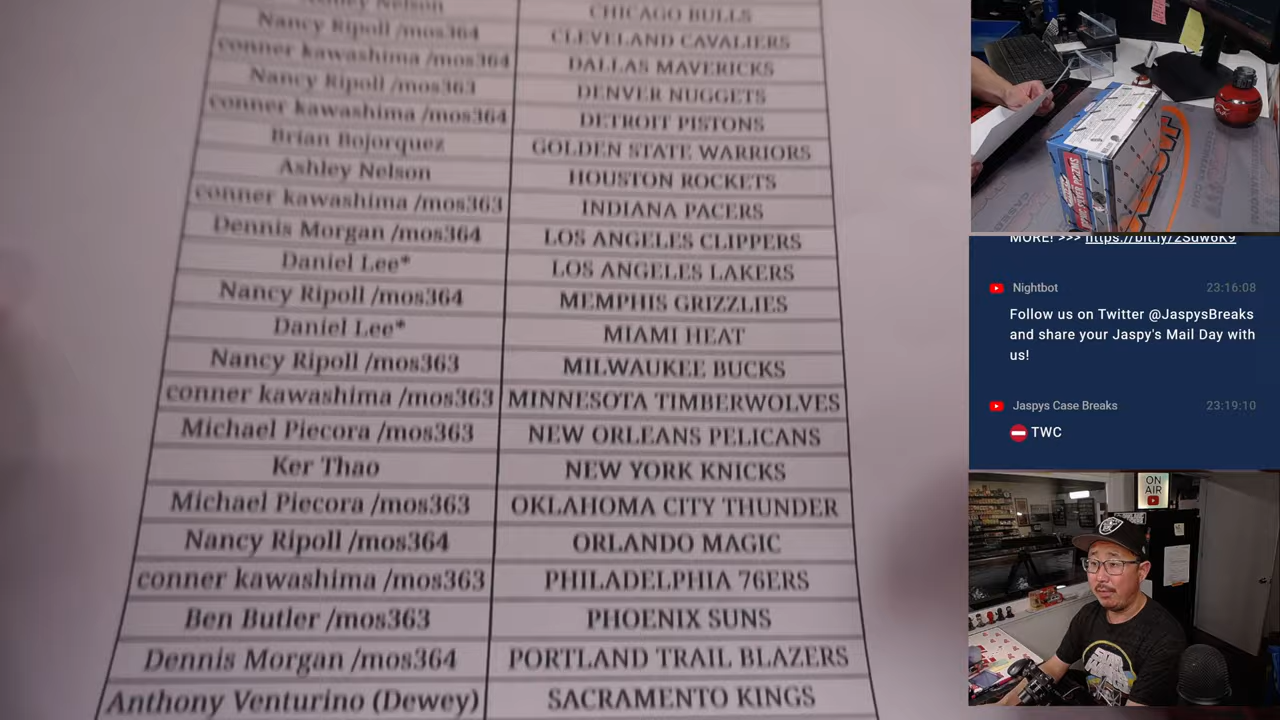 Nelson CHICAGO BULLS
Nancy Ripoll /mos364 CLEVELAND CAVALIERS
conner kawashima /mos364 DALLAS MAVERICKS
Nancy Ripoll /mos363 DENVER NUGGETS
conner kawashima /mos364 DETROIT PISTONS
Brian Bojorquez GOLDEN STATE WARRIORS
Ashley Nelson HOUSTON ROCKETS
conner kawashima /mos363 INDIANA PACERS
Dennis Morgan /mos364 LOS ANGELES CLIPPERS
Daniel Lee* LOS ANGELES LAKERS
Nancy Ripoll /mos364 MEMPHIS GRIZZLIES
Daniel Lee* MIAMI HEAT
Nancy Ripoll /mos363 MILWAUKEE BUCKS
conner kawashima /mos363 MINNESOTA TIMBERWOLVES
Michael Piecora /mos363 NEW ORLEANS PELICANS
Ker Thao NEW YORK KNICKS
Michael Piecora /mos363 OKLAHOMA CITY THUNDER
Nancy Ripoll /mos364 ORLANDO MAGIC
conner kawashima /mos363 PHILADELPHIA 76ERS
Ben Butler /mos363 PHOENIX SUNS
Dennis Morgan /mos364 PORTLAND TRAIL BLAZERS
Anthony Venturino (Dewey) SACRAMENTO KINGS
MORE! >>> https://bit.ly/2Sdw6K9
Nightbot 23:16:08
Follow us on Twitter @JaspysBreaks
and share your Jaspy's Mail Day with
us!
Jaspys Case Breaks 23:19:10
TWC
ON
AIR